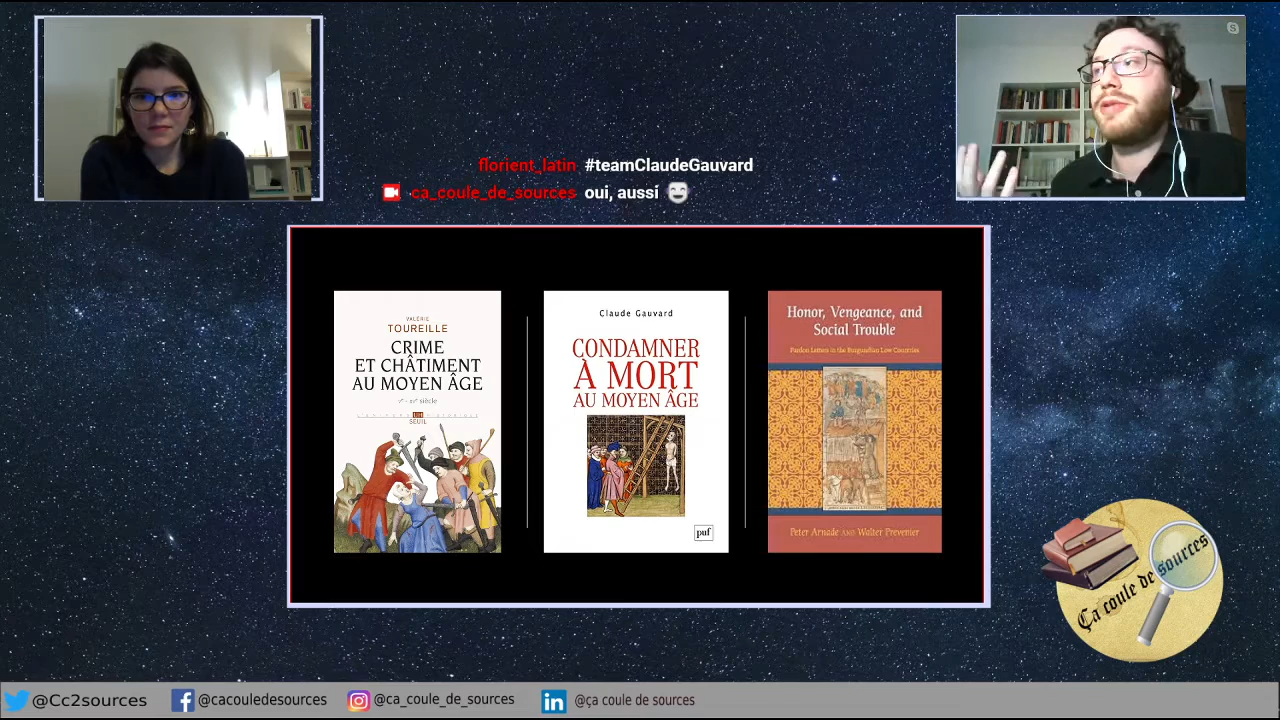 florient_latin #teamClaudeGauvard
ca_coule_de_sources oui, aussi
VALÉRIE
TOUREILLE
CRIME
ET CHÂTIMENT
AU MOYEN ÂGE
SEUIL
Claude Gauvard
CONDAMNER
À MORT
AU MOYEN ÂGE
puf
Honor, Vengeance, and
Social Trouble
Pardon Letters in the Burgundian Low Countries
Peter Arnade AND Walter Prevenier
Ça coule de sources
@Cc2sources
@cacouledesources
@ca_coule_de_sources
@ça coule de sources